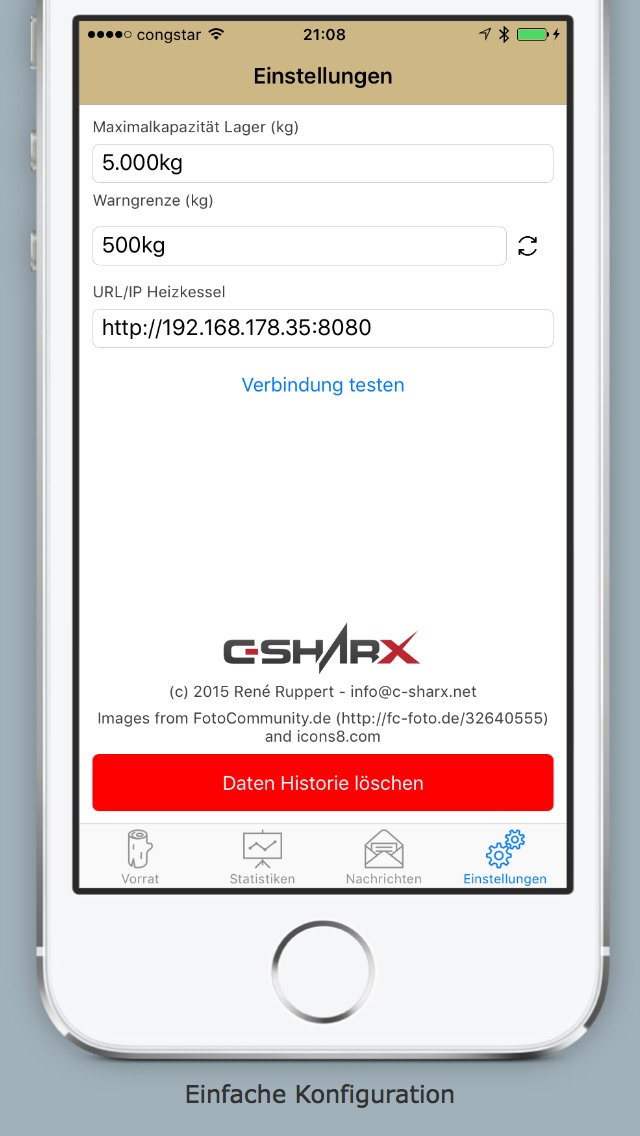 congstar 21:08
Einstellungen
Maximalkapazität Lager (kg)
5.000kg
Warngrenze (kg)
500kg
URL/IP Heizkessel
http://192.168.178.35:8080
Verbindung testen
C-SHARX
(c) 2015 René Ruppert - info@c-sharx.net
Images from FotoCommunity.de (http://fc-foto.de/32640555)
and icons8.com
Daten Historie löschen
Vorrat Statistiken Nachrichten Einstellungen
Einfache Konfiguration